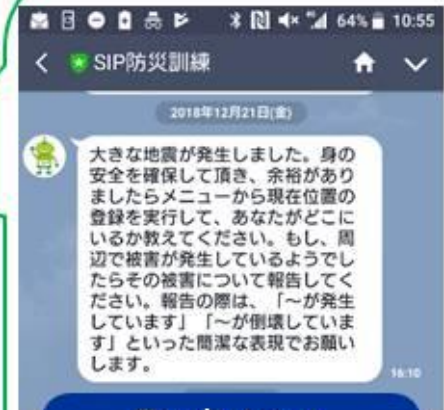 64% 10:55
SIP防災訓練
2018年12月21日(金)
大きな地震が発生しました。身の
安全を確保して頂き、余裕があり
ましたらメニューから現在位置の
登録を実行して、あなたがどこに
いるか教えてください。もし、周
辺で被害が発生しているようでし
たらその被害について報告してく
ださい。報告の際は、「〜が発生
しています」「〜が倒壊していま
す」といった簡潔な表現でお願い
します。
16:10